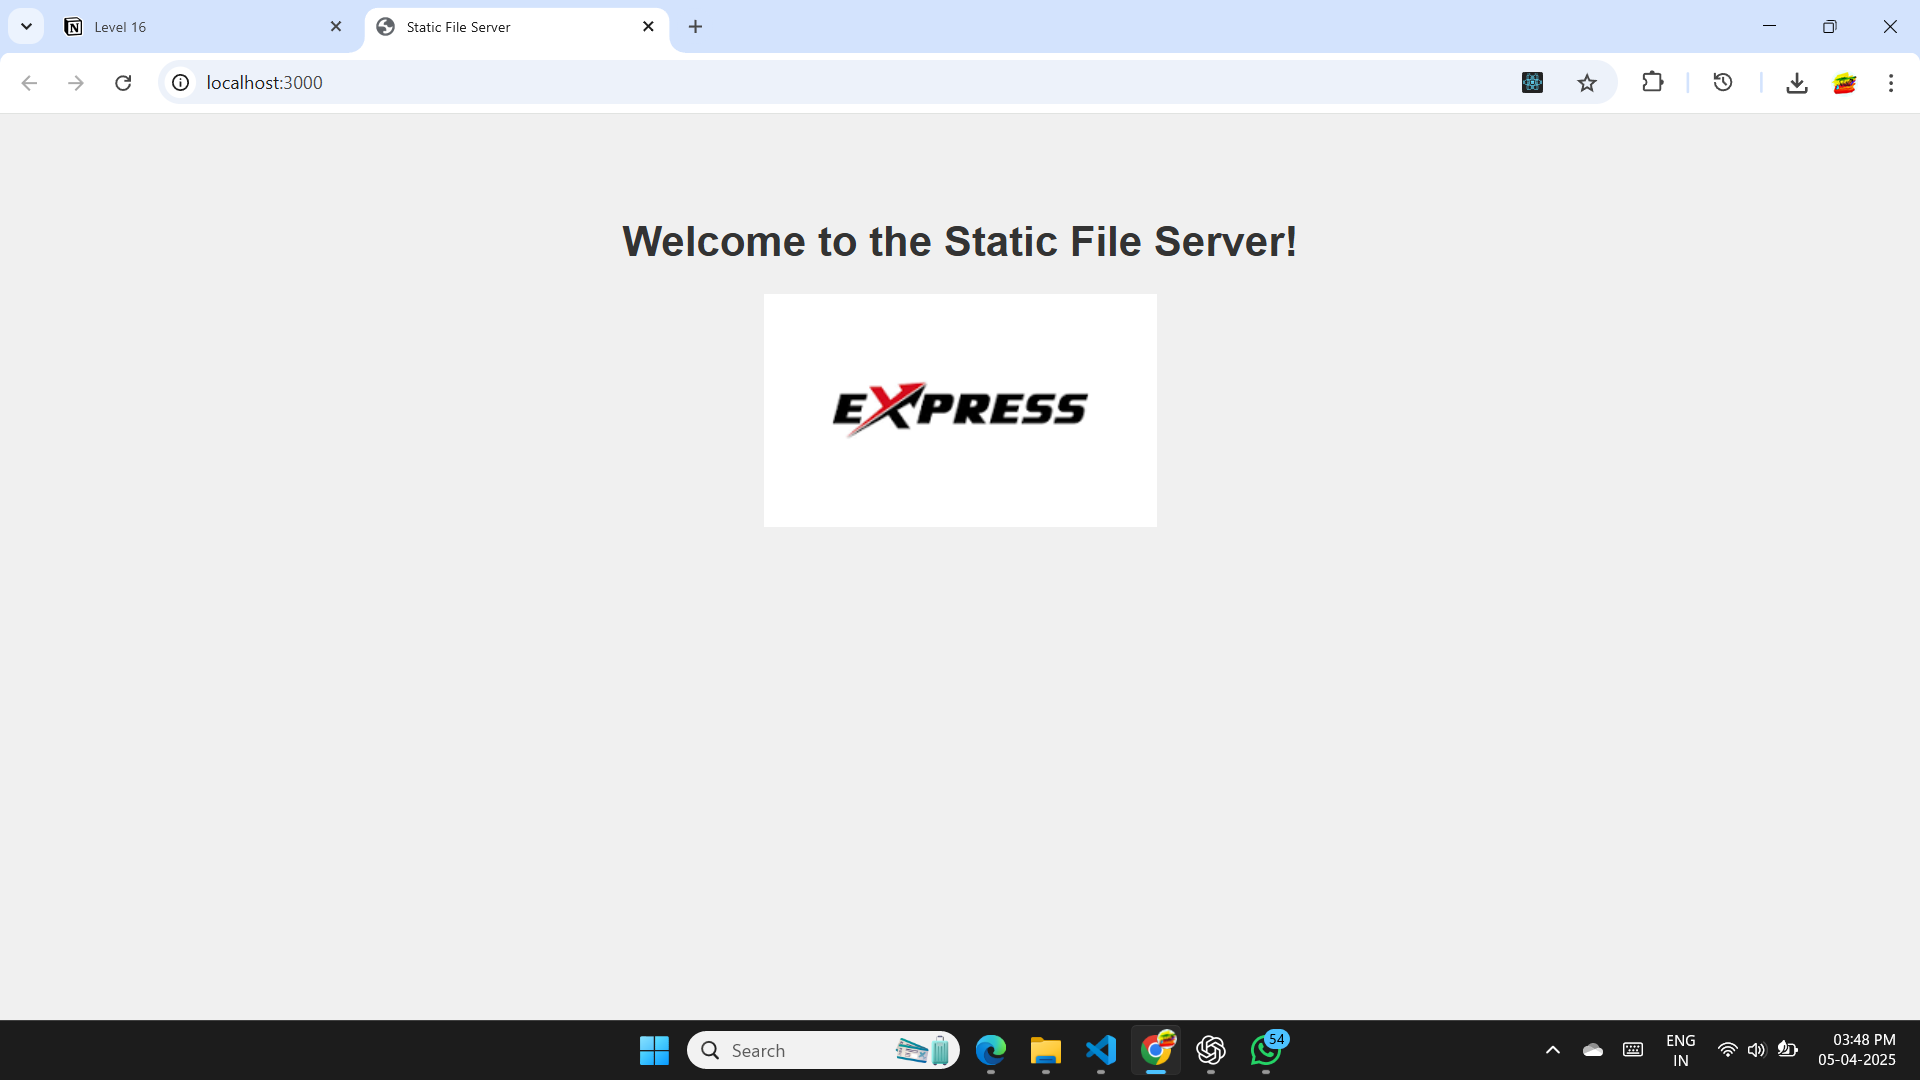 Level 16
Static File Server
localhost:3000
Welcome to the Static File Server!
EXPRESS
Search
54
ENG
IN
03:48 PM
05-04-2025